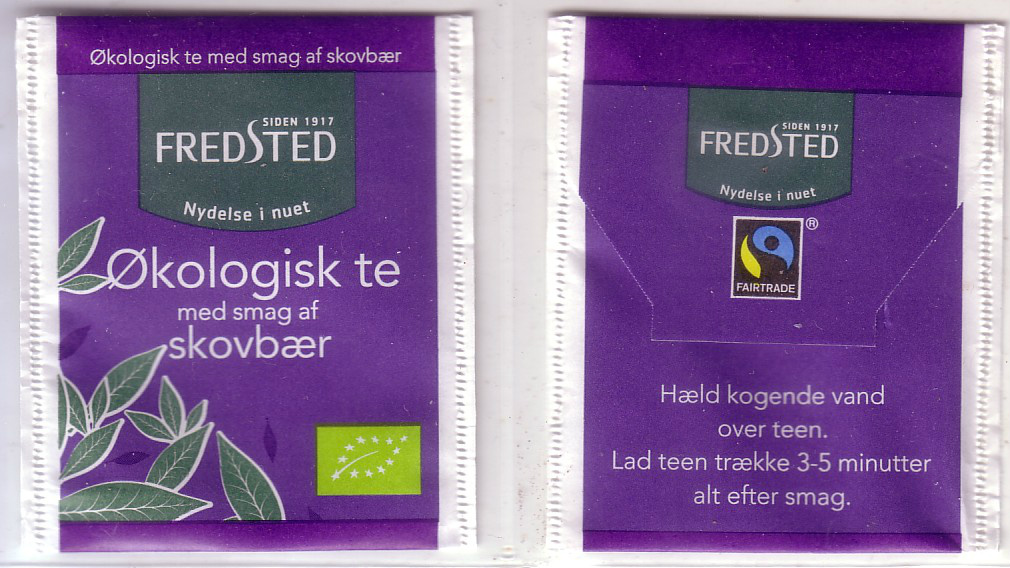 Økologisk te med smag af skovbær
SIDEN 1917
FREDSTED
Nydelse i nuet
Økologisk te
med smag af
skovbær
SIDEN 1917
FREDSTED
Nydelse i nuet
®
FAIRTRADE
Hæld kogende vand
over teen.
Lad teen trække 3-5 minutter
alt efter smag.